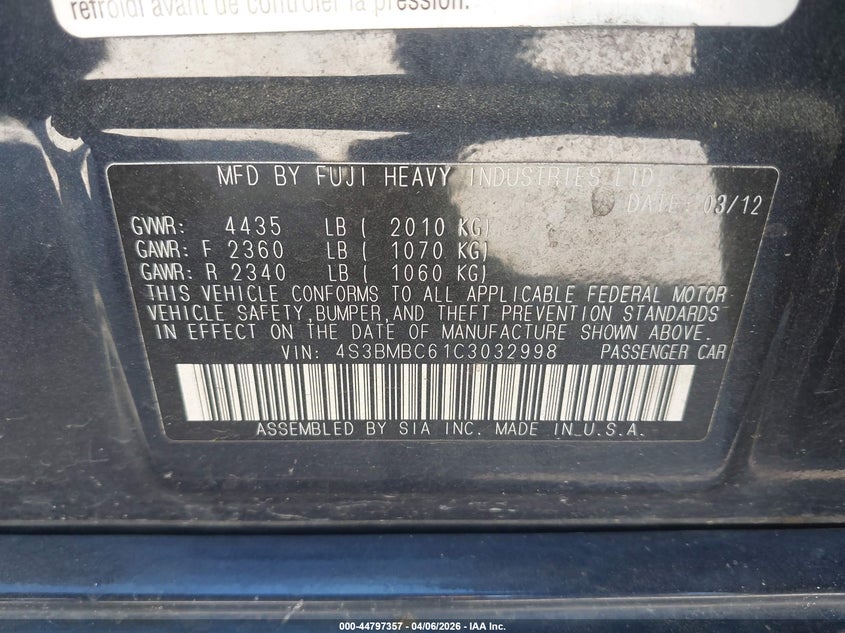 refroidi avant de contrôler la pression.
MFD BY FUJI HEAVY INDUSTRIES LTD.
DATE: 03/12
GVWR: 4435 LB ( 2010 KG)
GAWR: F 2360 LB ( 1070 KG)
GAWR: R 2340 LB ( 1060 KG)
THIS VEHICLE CONFORMS TO ALL APPLICABLE FEDERAL MOTOR
VEHICLE SAFETY, BUMPER, AND THEFT PREVENTION STANDARDS
IN EFFECT ON THE DATE OF MANUFACTURE SHOWN ABOVE.
VIN: 4S3BMBC61C3032998 PASSENGER CAR
ASSEMBLED BY SIA INC. MADE IN U.S.A.
000-44797357 - 04/06/2026 - IAA Inc.